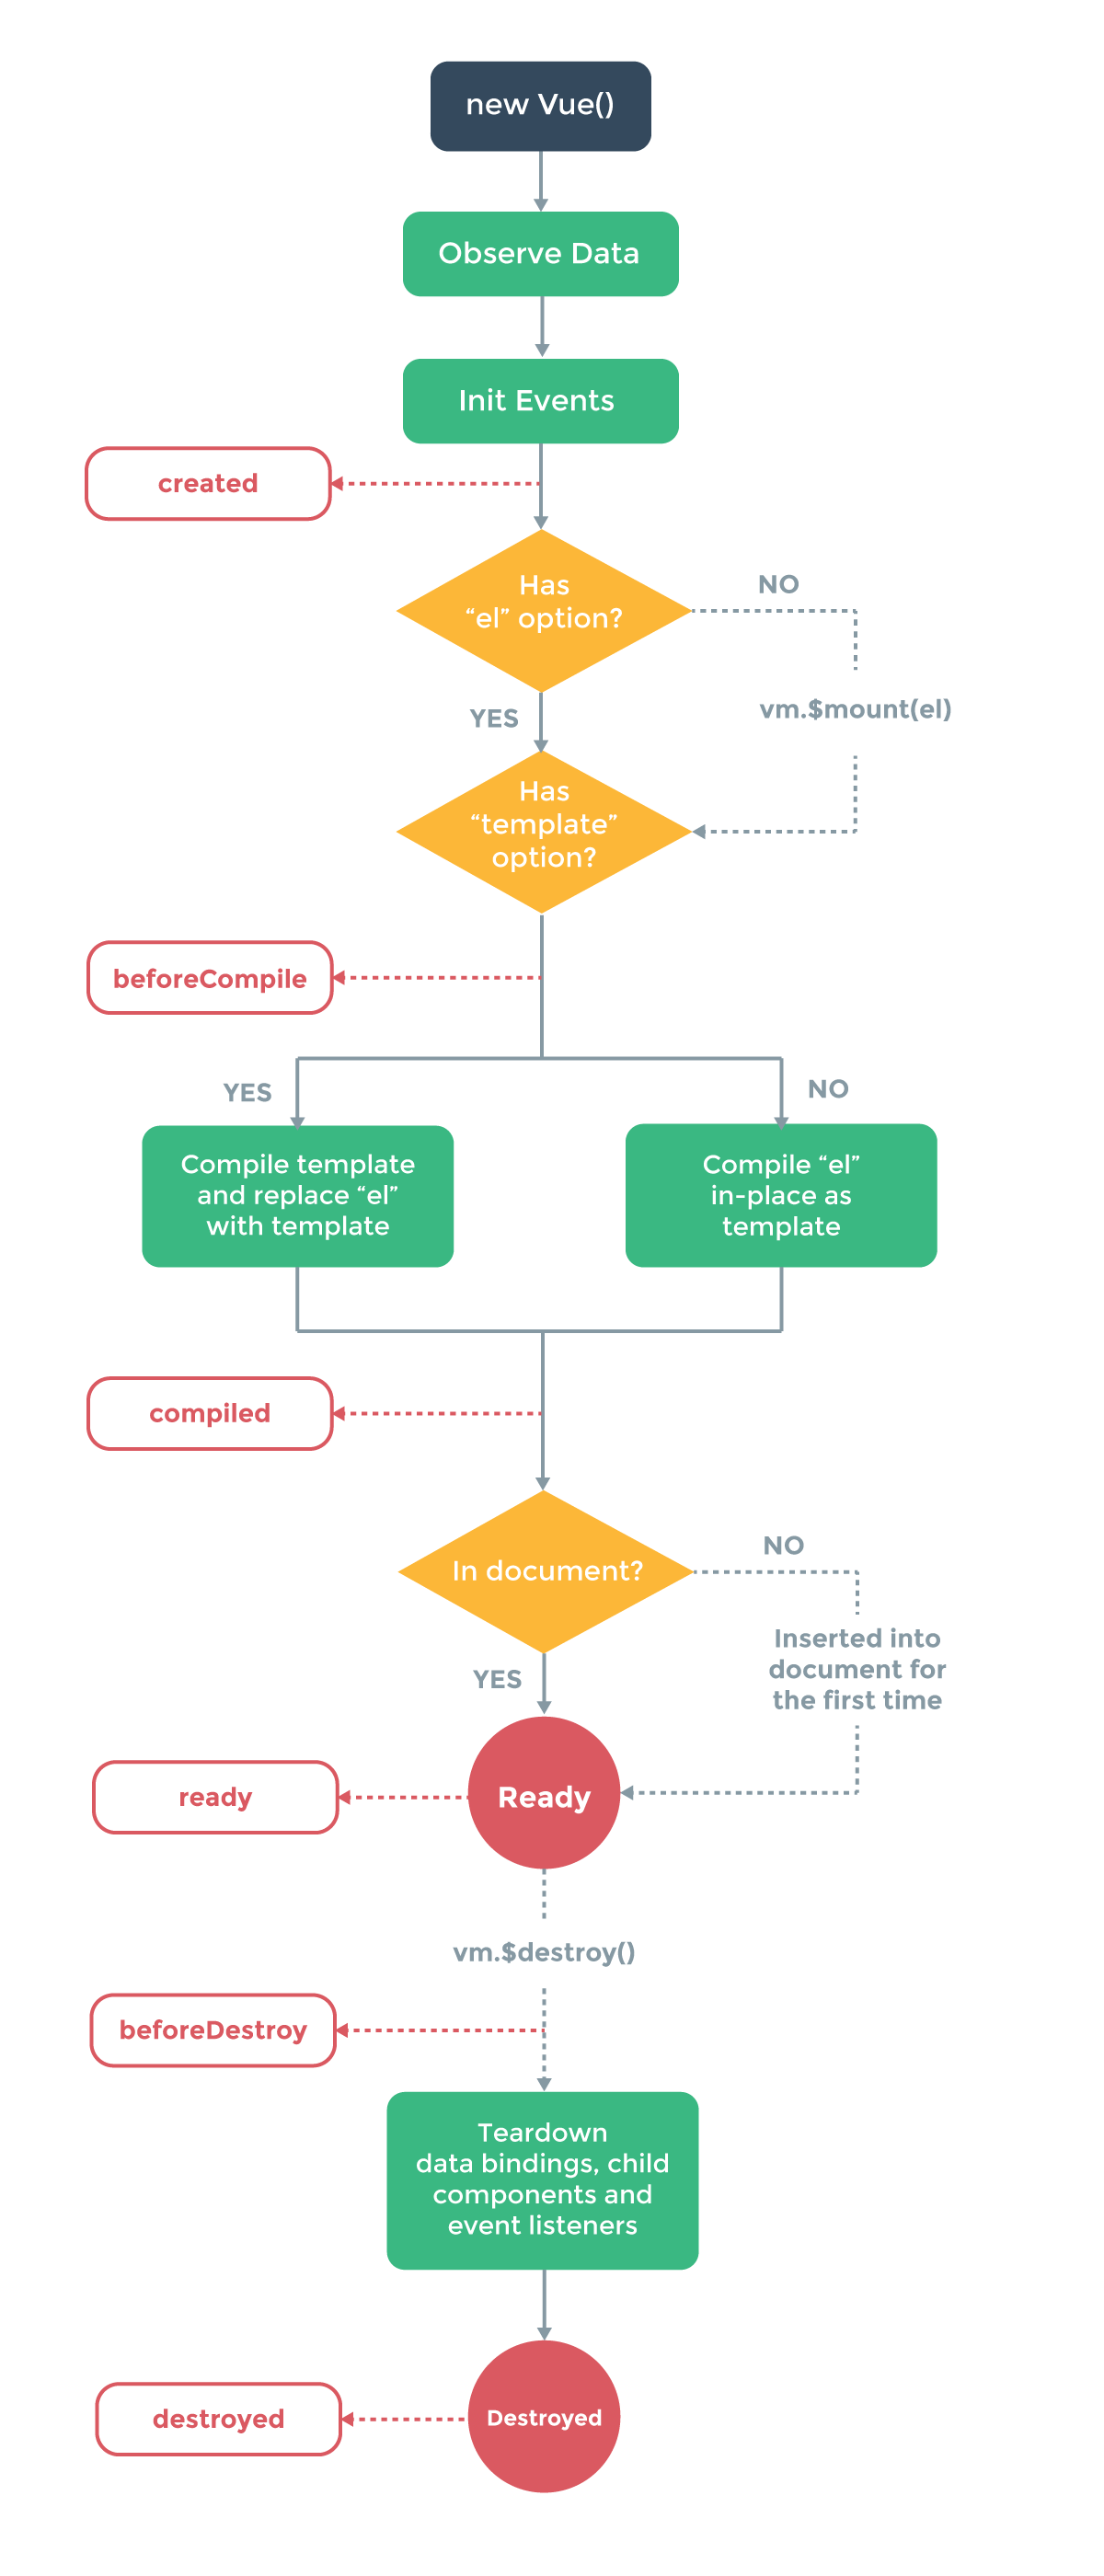 new Vue()
Observe Data
Init Events
created
Has
“el” option?
NO
YES
vm.$mount(el)
Has
“template”
option?
beforeCompile
YES
NO
Compile template
and replace “el”
with template
Compile “el”
in-place as
template
compiled
In document?
NO
YES
Inserted into
document for
the first time
Ready
ready
vm.$destroy()
beforeDestroy
Teardown
data bindings, child
components and
event listeners
Destroyed
destroyed